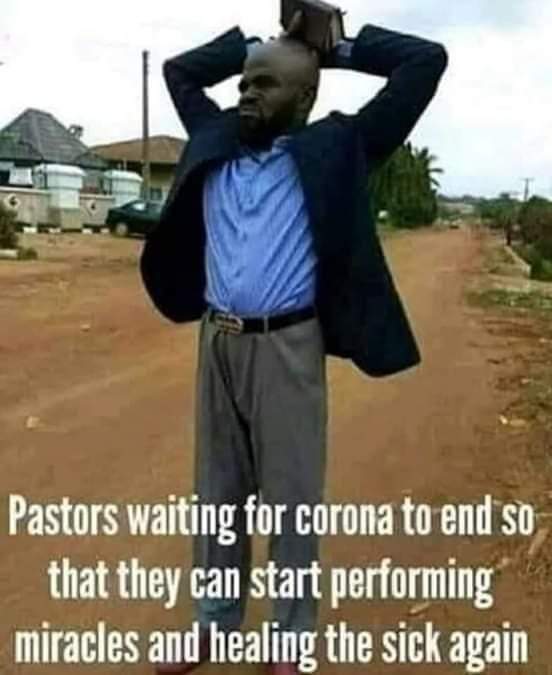 Pastors waiting for corona to end so
that they can start performing
miracles and healing the sick again